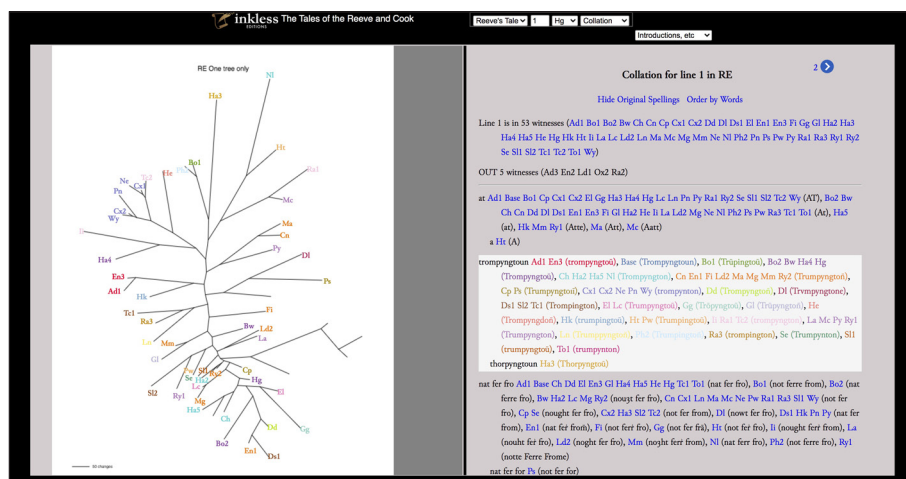 inkless The Tales of the Reeve and Cook
EDITIONS
Reeve's Tale 1 Hg Collation
Introductions, etc
RE One tree only
Nl
Ha3
Ht
Bo1
Ra1
Ne
Cx1
Tc2
He
Pn
Mc
Cx2
Wy
Ma
Cn
Ha4
Py
Dl
En3
Ad1
Hk
Ps
Tc1
Ra3
Fi
Bw
Ld2
La
Mm
Gl
Cp
Se
Ha2
Hg
Sl2
Ry1
Lc
Mg
El
Ha5
Ch
Dd
Gg
Bo2
En1
Ds1
50 changes
2
Collation for line 1 in RE
Hide Original Spellings Order by Words
Line 1 is in 53 witnesses (Ad1 Bo1 Bo2 Bw Ch Cn Cp Cx1 Cx2 Dd Dl Ds1 El En1 En3 Fi Gg Gl Ha2 Ha3
Ha4 Ha5 He Hg Hk Ht Ii La Lc Ld2 Ln Ma Mc Mg Mm Ne Nl Ph2 Pn Ps Pw Py Ra1 Ra3 Ry1 Ry2
Se Sl1 Sl2 Tc1 Tc2 To1 Wy)
OUT 5 witnesses (Ad3 En2 Ld1 Ox2 Ra2)
at Ad1 Base Bo1 Cp Cx1 Cx2 El Gg Ha3 Ha4 Hg Lc Ln Pn Py Ra1 Ry2 Se Sl1 Sl2 Tc2 Wy (AT), Bo2 Bw
Ch Cn Dd Dl Ds1 En1 En3 Fi Gl Ha2 He Ii La Ld2 Mg Ne Nl Ph2 Ps Pw Ra3 Tc1 To1 (At), Ha5
(at), Hk Mm Ry1 (Atte), Ma (Att), Mc (Aatt)
a Ht (A)
trompyngtoun Ad1 En3 (trompyngtoū), Base (Trompyngtoun), Bo1 (Trūpingtoū), Bo2 Bw Ha4 Hg
(Trompyngtoū), Ch Ha2 Ha5 Nl (Trompyngton), Cn En1 Fi Ld2 Ma Mg Mm Ry2 (Trumpyngtoñ),
Cp Ps (Trumpyngtoñ), Cx1 Cx2 Ne Pn Wy (trompynton), Dd (Trompyngtoñ), Dl (Trvmpyngtone),
Ds1 Sl2 Tc1 (Trompington), El Lc (Trumpyngtoū), Gg (Trūpyngtoū), Gl (Trūpyngtoū), He
(Trompyngdoñ), Hk (trumpingtoū), Ht Pw (Trumpingtoū), Ii Ra1 Tc2 (trumpyngton), La Mc Py Ry1
(Trumpyngton), Ra3 (trompington), Se (Trumpynton), Sl1
(trumpyngtoū), To1 (trumpynton)
thorpyngtoun Ha3 (Thorpyngtoū)
nat fer fro Ad1 Base Ch Dd El En3 Gl Ha4 Ha5 He Hg Tc1 To1 (nat fer fro), Bo1 (not ferre from), Bo2 (nat
ferre fro), Bw Ha2 Lc Mg Ry2 (nouȝt fer fro), Cn Cx1 Ln Ma Mc Ne Pw Ra1 Ra3 Sl1 Wy (not fer
fro), Cp Se (nought fer fro), Cx2 Ha3 Sl2 Tc2 (not fer from), Dl (nowt fer fro), Ds1 Hk Pn Py (nat fer
from), En1 (nat fer from̄), Fi (not ferr fro), Gg (not fer frā), Ht (not fer fro), Ii (nought ferr from), La
(nouht fer fro), Ld2 (noght fer fro), Mm (noȝht ferr from), Nl (nat ferr fro), Ph2 (not ferre fro), Ry1
(notte Ferre Frome)
nat fer for Ps (not fer for)